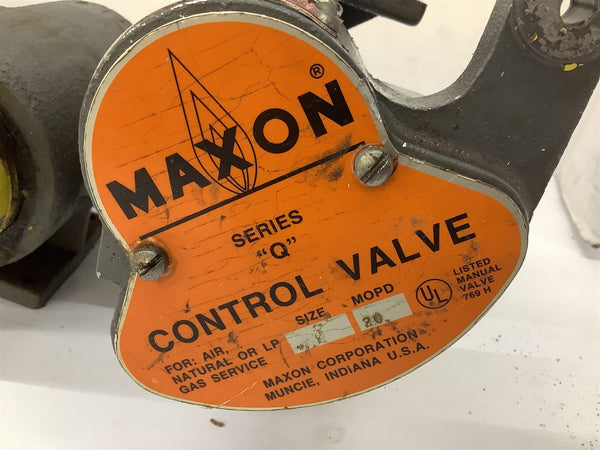 MAXON®
SERIES
"Q"
CONTROL VALVE
FOR: AIR,
NATURAL OR LP
GAS SERVICE
SIZE
MOPD
20
UL
LISTED
MANUAL
VALVE
769 H
MAXON CORPORATION
MUNCIE, INDIANA U.S.A.